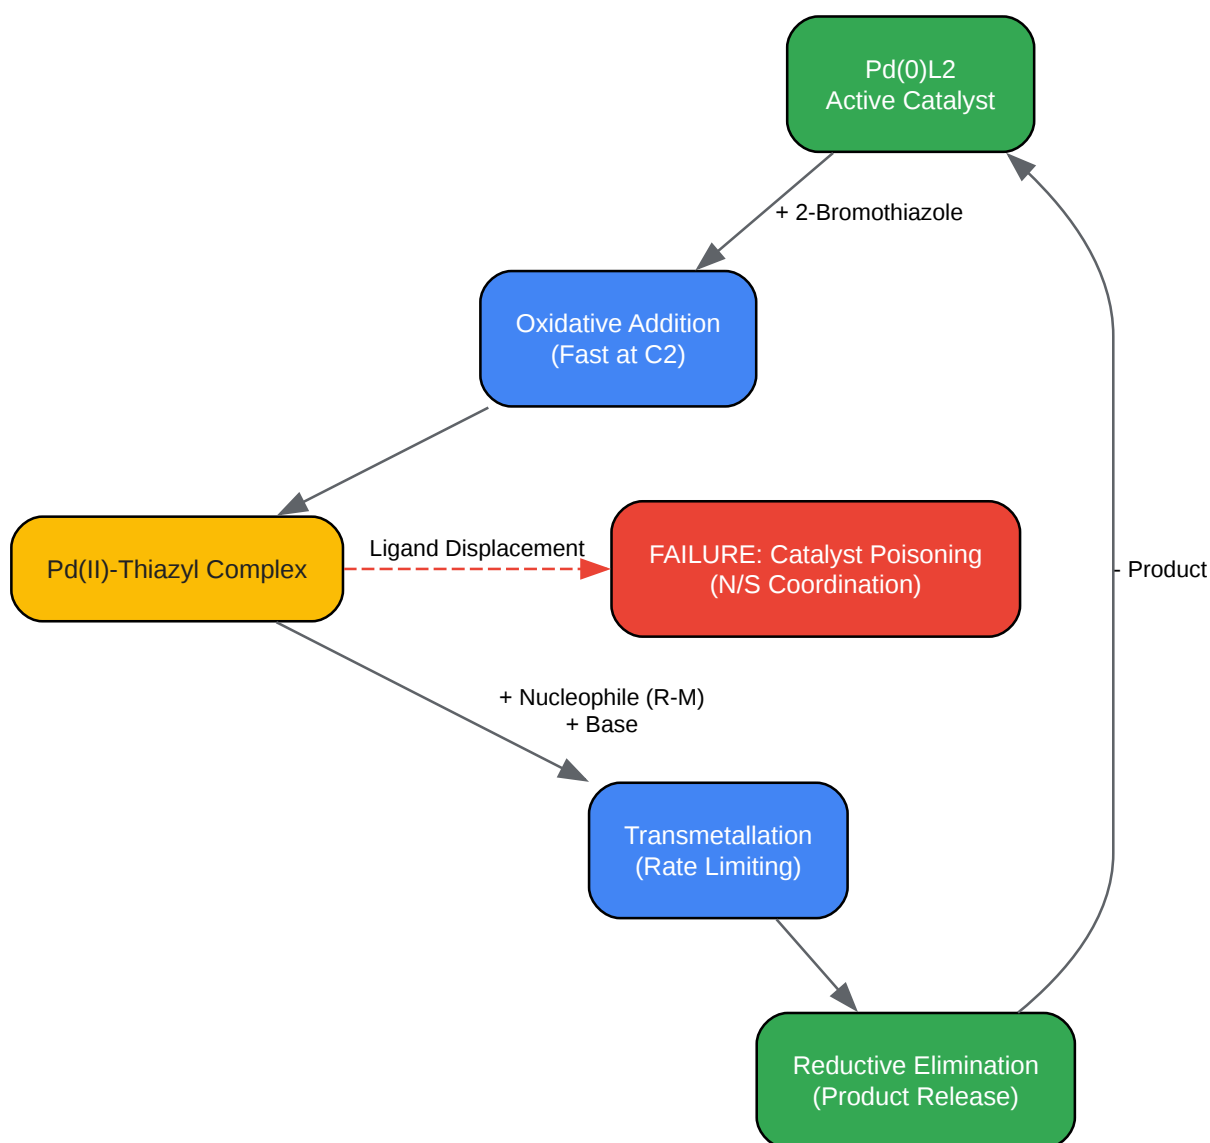 Pd(0)L2
Active Catalyst
+ 2-Bromothiazole
Oxidative Addition
(Fast at C2)
Pd(II)-Thiazyl Complex
Ligand Displacement
FAILURE: Catalyst Poisoning
(N/S Coordination)
- Product
+ Nucleophile (R-M)
+ Base
Transmetallation
(Rate Limiting)
Reductive Elimination
(Product Release)